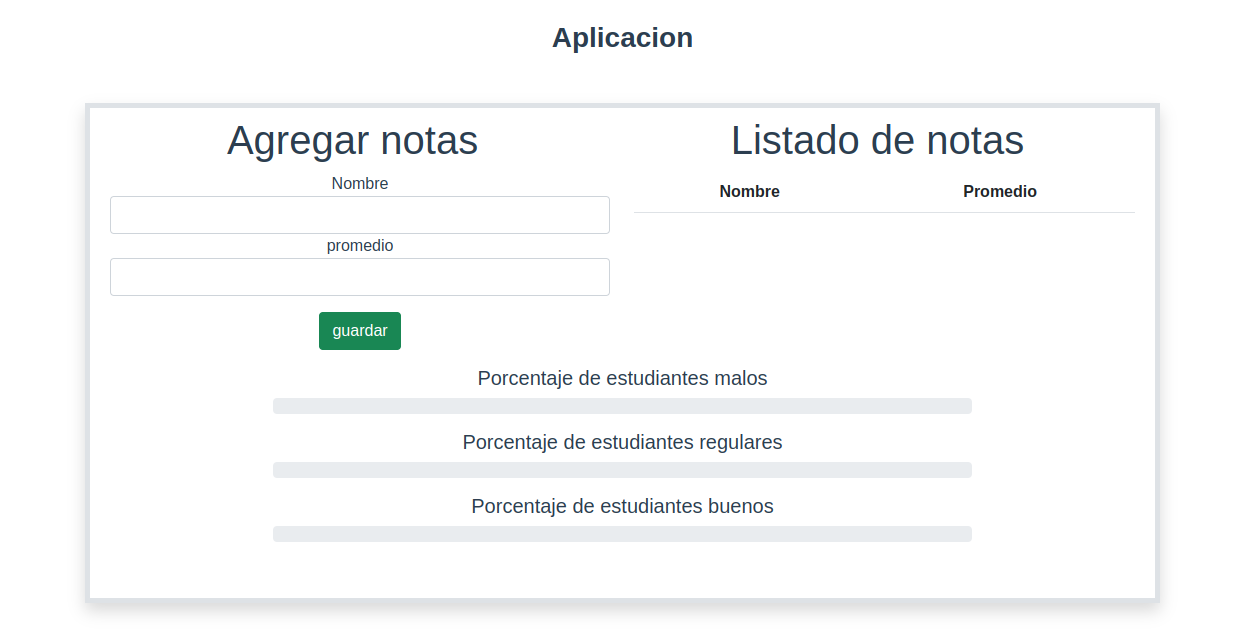 Aplicacion
Agregar notas
Nombre
promedio
guardar
Listado de notas
Nombre Promedio
Porcentaje de estudiantes malos
Porcentaje de estudiantes regulares
Porcentaje de estudiantes buenos